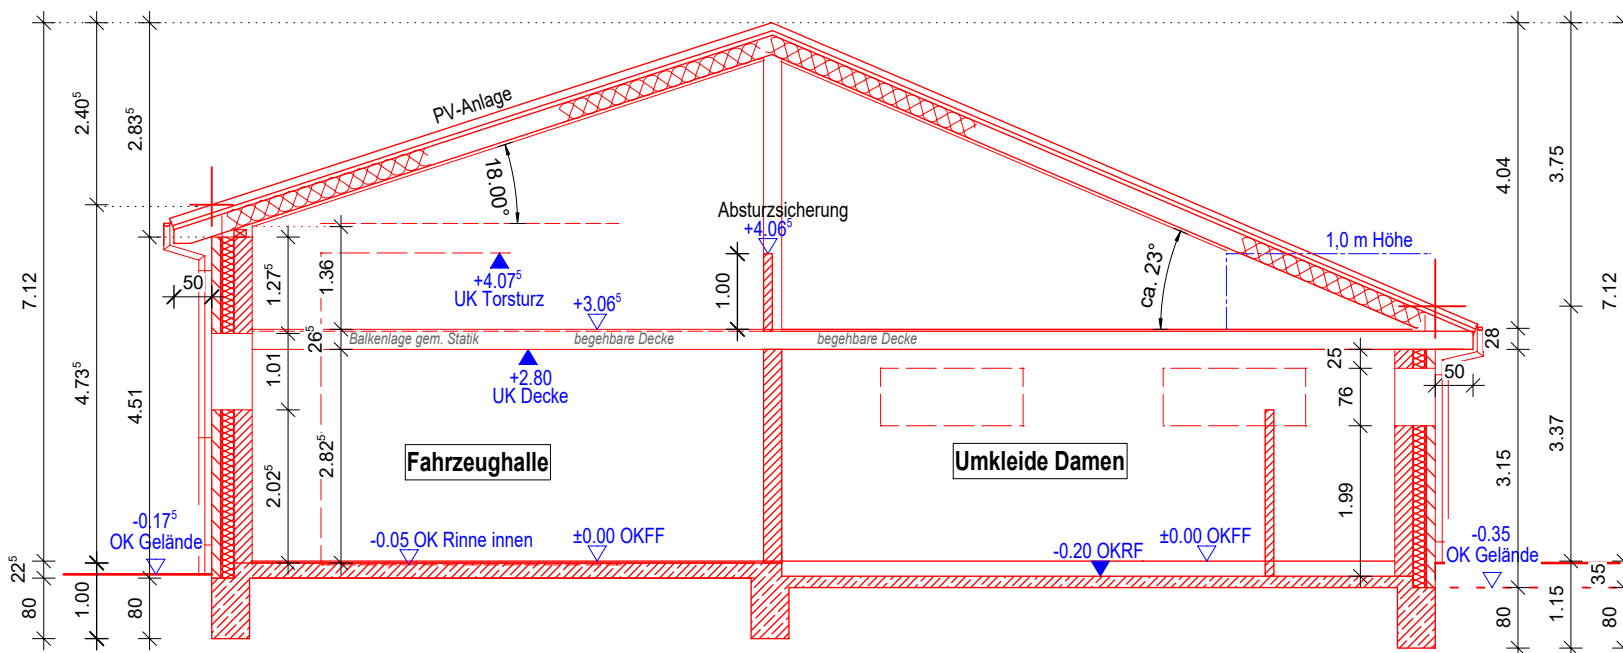 PV-Anlage
18.00°
Absturzsicherung
+4.06⁵
1,0 m Höhe
ca. 23°
+4.07⁵
UK Torsturz
+3.06⁵
Balkenlage gem. Statik
begehbare Decke
begehbare Decke
+2.80
UK Decke
Fahrzeughalle
Umkleide Damen
-0.17⁵
OK Gelände
-0.05 OK Rinne innen
±0.00 OKFF
-0.20 OKRF
±0.00 OKFF
-0.35
OK Gelände
7.12
22⁵
80
2.40⁵
4.73⁵
1.00
2.83⁵
4.51
80
50
1.27⁵
1.01
2.02⁵
1.36
26⁵
2.82⁵
1.00
25
76
1.99
50
28
4.04
3.15
80
3.75
3.37
1.15
7.12
35
80